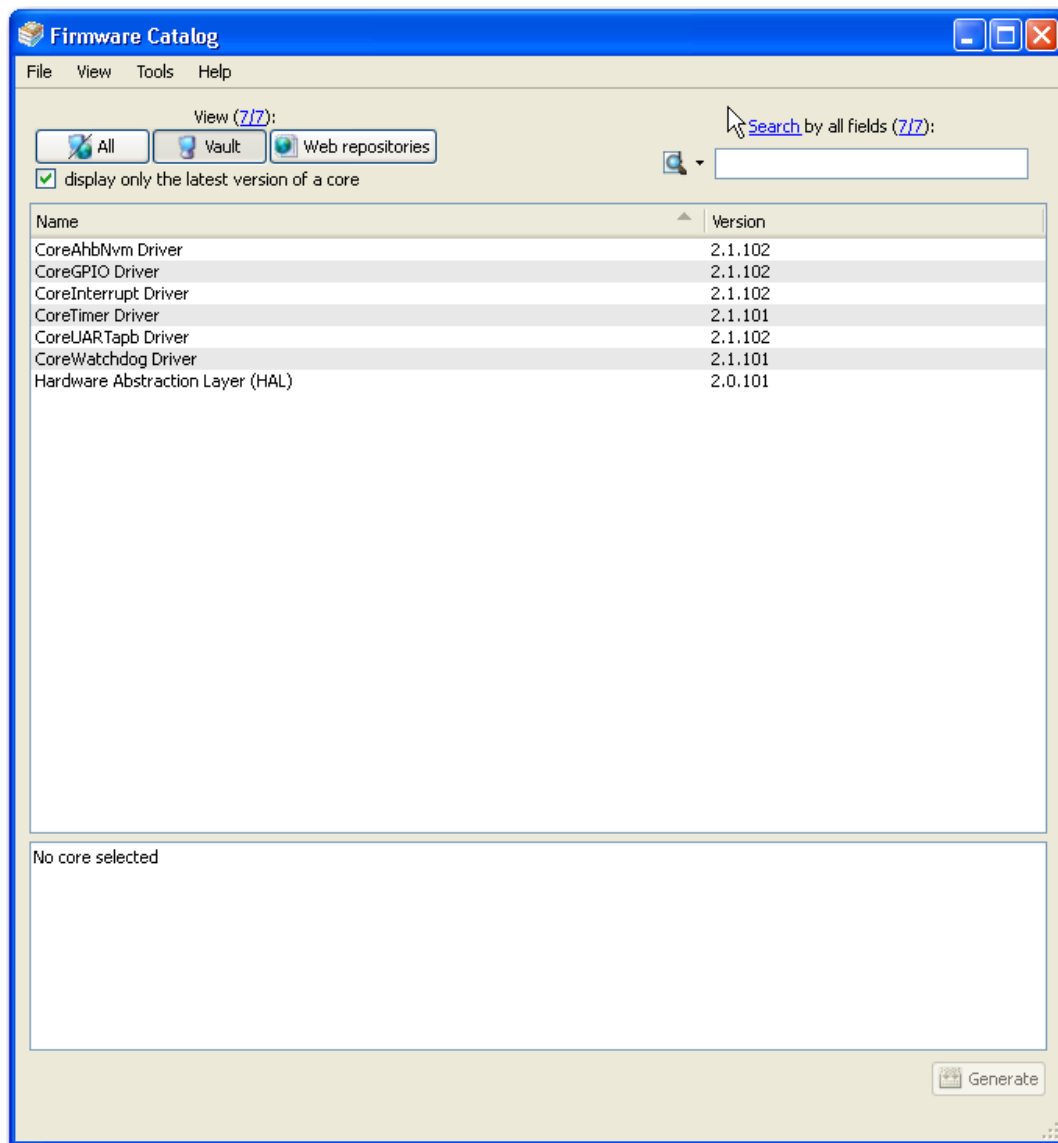 Firmware Catalog
File View Tools Help
View (7/7):
All Vault Web repositories
display only the latest version of a core
Search by all fields (7/7):
Name Version
CoreAhbNvm Driver 2.1.102
CoreGPIO Driver 2.1.102
CoreInterrupt Driver 2.1.102
CoreTimer Driver 2.1.101
CoreUARTapb Driver 2.1.102
CoreWatchdog Driver 2.1.101
Hardware Abstraction Layer (HAL) 2.0.101
No core selected
Generate